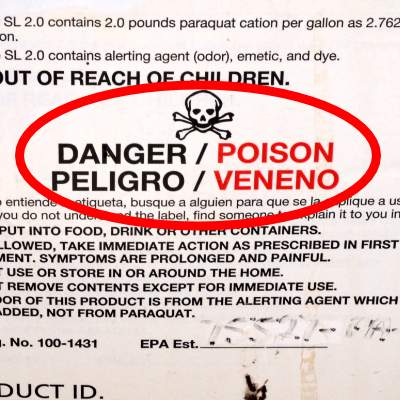 SL 2.0 contains 2.0 pounds paraquat cation per gallon as 2.762
on.
SL 2.0 contains alerting agent (odor), emetic, and dye.
OUT OF REACH OF CHILDREN.
DANGER / POISON
PELIGRO / VENENO
entiende etiqueta, busque a alguien para que se la explique a us
you do not understand the label, find someone to explain it to you in
PUT INTO FOOD, DRINK OR OTHER CONTAINERS.
LLOWED, TAKE IMMEDIATE ACTION AS PRESCRIBED IN FIRST
MENT. SYMPTOMS ARE PROLONGED AND PAINFUL.
T USE OR STORE IN OR AROUND THE HOME.
T REMOVE CONTENTS EXCEPT FOR IMMEDIATE USE.
DOR OF THIS PRODUCT IS FROM THE ALERTING AGENT WHICH
ADDED, NOT FROM PARAQUAT.
g. No. 100-1431 EPA Est.
DUCT ID.